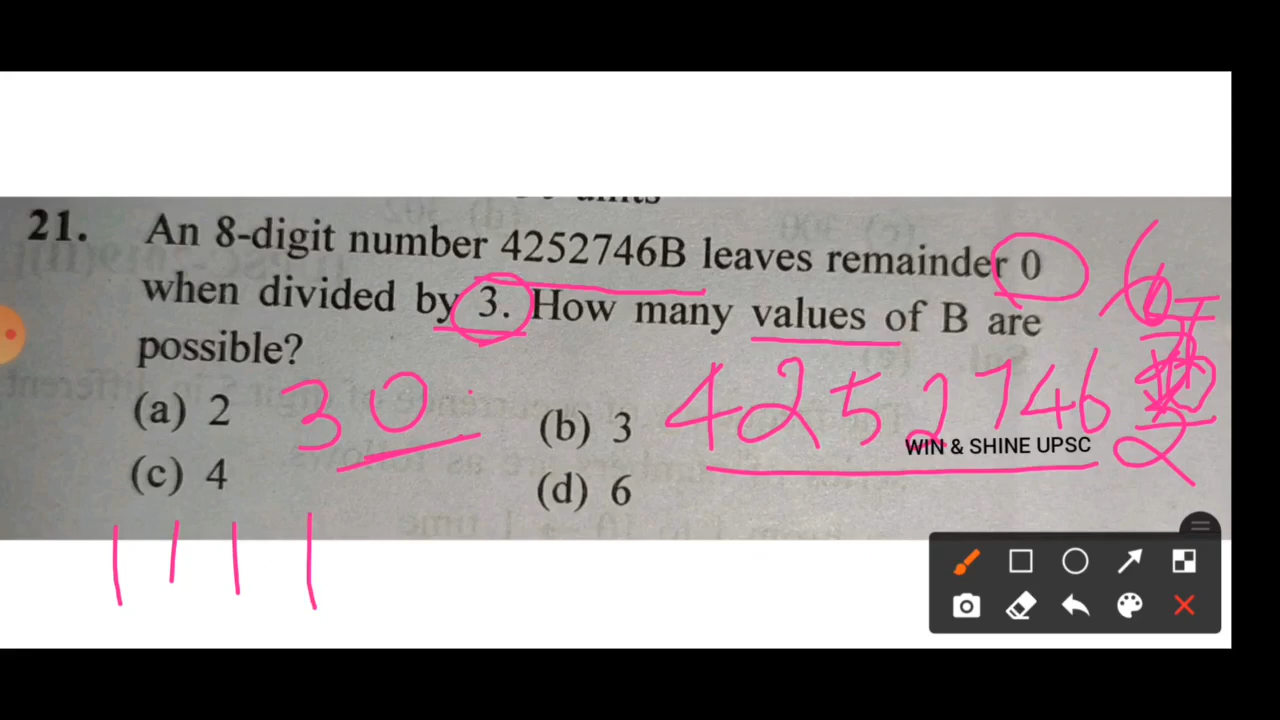 21. An 8-digit number 4252746B leaves remainder 0
when divided by 3. How many values of B are
possible?
(a) 2 (b) 3
(c) 4 (d) 6
30
4252746
WIN & SHINE UPSC